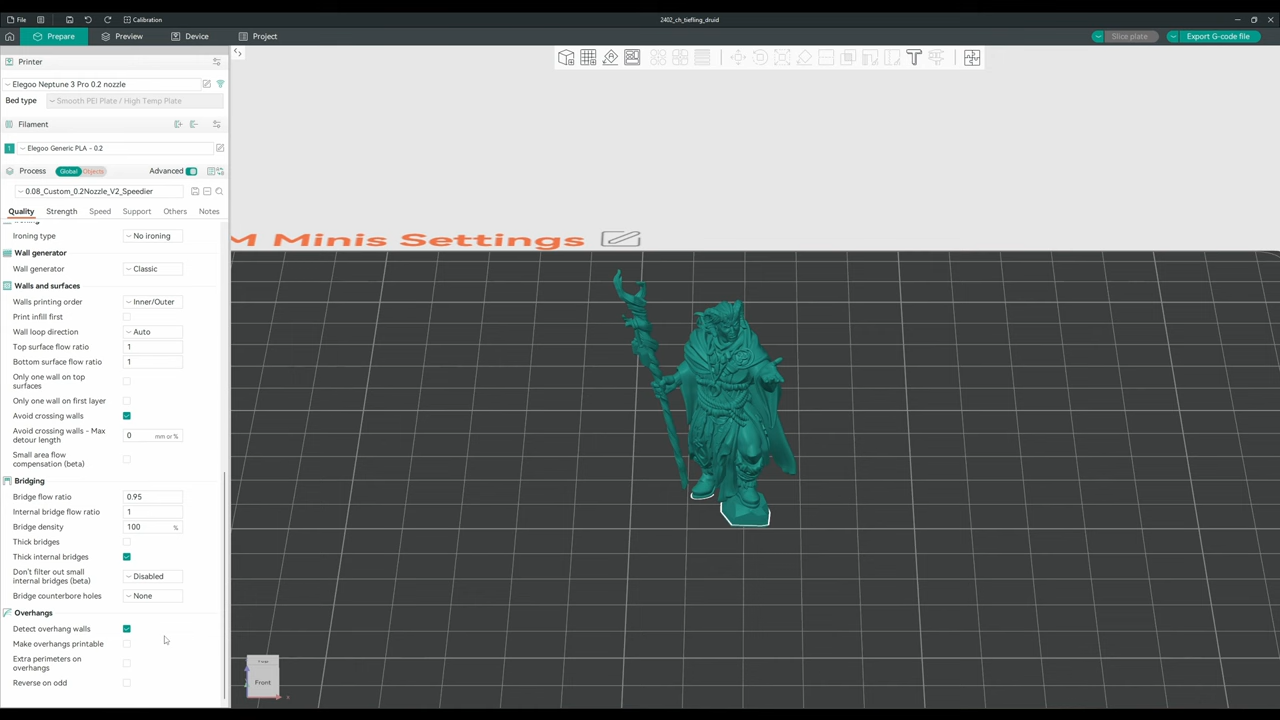 File
Calibration
2402_ch_tiefling_druid
Prepare
Preview
Device
Project
Slice plate
Export G-code file
Printer
Elegoo Neptune 3 Pro 0.2 nozzle
Bed type
Smooth PEI Plate / High Temp Plate
Filament
1 Elegoo Generic PLA - 0.2
Process Global Objects Advanced
0.08_Custom_0.2Nozzle_V2_Speedier
Quality Strength Speed Support Others Notes
Ironing type No ironing
Wall generator
Wall generator Classic
Walls and surfaces
Walls printing order Inner/Outer
Print infill first
Wall loop direction Auto
Top surface flow ratio 1
Bottom surface flow ratio 1
Only one wall on top
surfaces
Only one wall on first layer
Avoid crossing walls
Avoid crossing walls - Max
detour length 0 mm or %
Small area flow
compensation (beta)
Bridging
Bridge flow ratio 0.95
Internal bridge flow ratio 1
Bridge density 100 %
Thick bridges
Thick internal bridges
Don't filter out small
internal bridges (beta) Disabled
Bridge counterbore holes None
Overhangs
Detect overhang walls
Make overhangs printable
Extra perimeters on
overhangs
Reverse on odd
M Minis Settings
Front